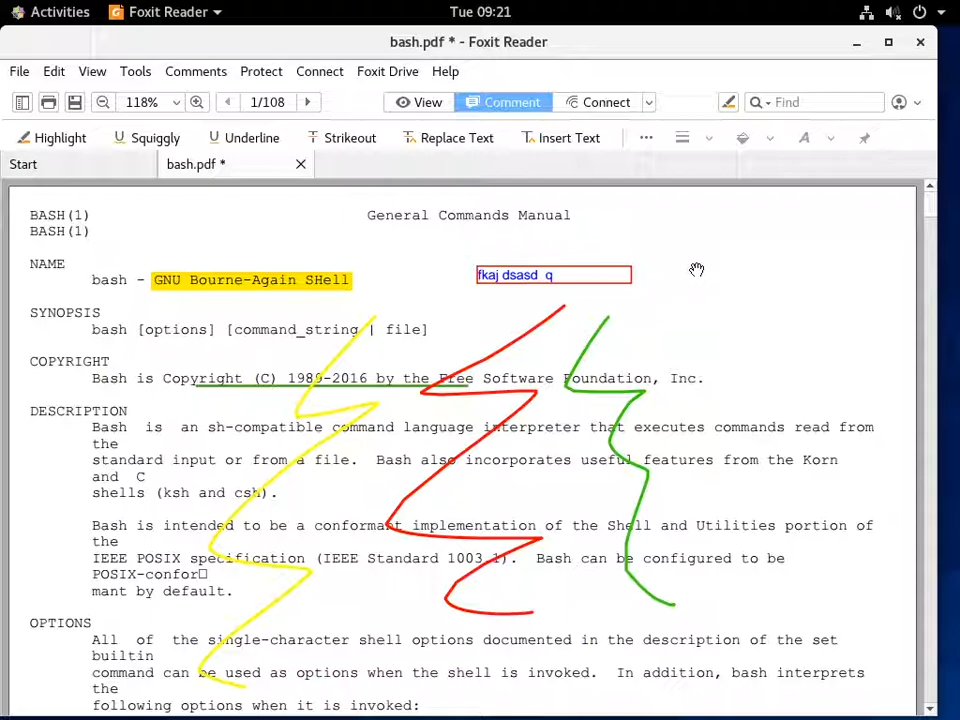 Activities Foxit Reader Tue 09:21
bash.pdf * - Foxit Reader
File Edit View Tools Comments Protect Connect Foxit Drive Help
118% 1/108 View Comment Connect Find
Highlight Squiggly Underline Strikeout Replace Text Insert Text
Start bash.pdf *
BASH(1) General Commands Manual
BASH(1)
NAME
bash - GNU Bourne-Again SHell
fkaj dsasd q
SYNOPSIS
bash [options] [command_string | file]
COPYRIGHT
Bash is Copyright (C) 1989-2016 by the Free Software Foundation, Inc.
DESCRIPTION
Bash is an sh-compatible command language interpreter that executes commands read from
the
standard input or from a file. Bash also incorporates useful features from the Korn
and C
shells (ksh and csh).
Bash is intended to be a conformant implementation of the Shell and Utilities portion of
the
IEEE POSIX specification (IEEE Standard 1003.1). Bash can be configured to be
POSIX-confor□
mant by default.
OPTIONS
All of the single-character shell options documented in the description of the set
builtin
command can be used as options when the shell is invoked. In addition, bash interprets
the
following options when it is invoked: